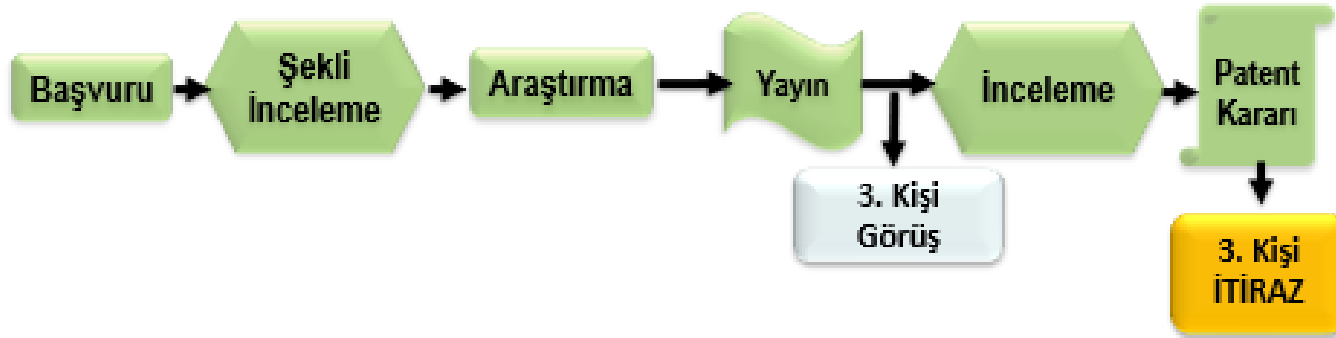 Başvuru
Şekli
İnceleme
Araştırma
Yayın
İnceleme
Patent
Kararı
3. Kişi
Görüş
3. Kişi
İTİRAZ